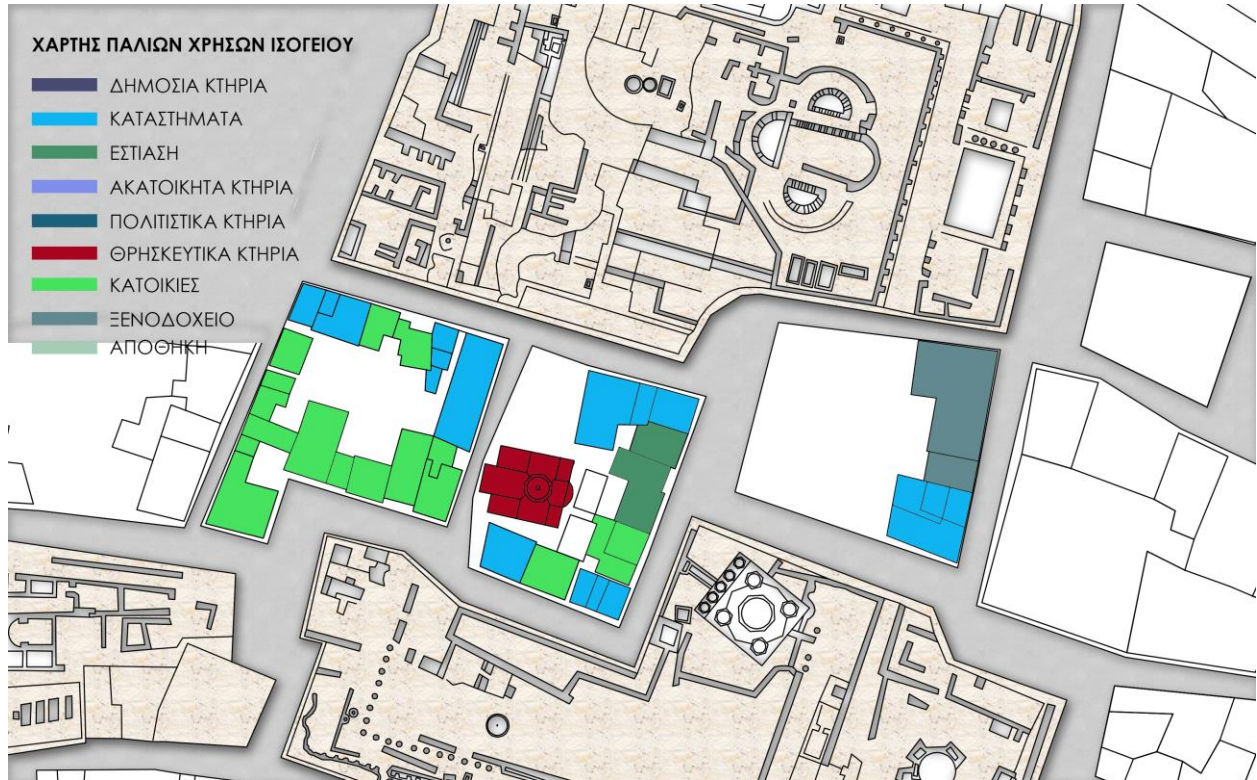 ΧΑΡΤΗΣ ΠΑΛΙΩΝ ΧΡΗΣΩΝ ΙΣΟΓΕΙΟΥ
ΔΗΜΟΣΙΑ ΚΤΗΡΙΑ
ΚΑΤΑΣΤΗΜΑΤΑ
ΕΣΤΙΑΣΗ
ΑΚΑΤΟΙΚΗΤΑ ΚΤΗΡΙΑ
ΠΟΛΙΤΙΣΤΙΚΑ ΚΤΗΡΙΑ
ΘΡΗΣΚΕΥΤΙΚΑ ΚΤΗΡΙΑ
ΚΑΤΟΙΚΙΕΣ
ΞΕΝΟΔΟΧΕΙΟ
ΑΠΟΘΗΚΗ